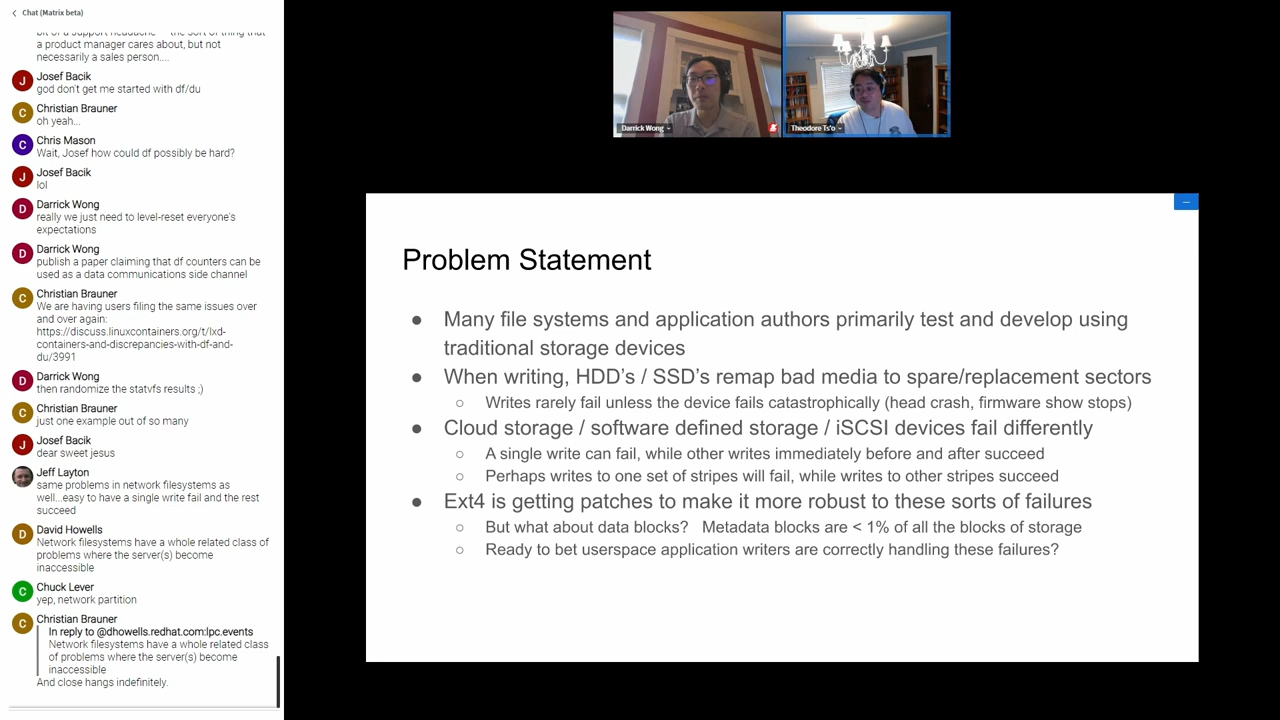 Chat (Matrix beta)
bit of a support headache -- the sort of thing that
a product manager cares about, but not
necessarily a sales person....
Josef Bacik
god don't get me started with df/du
Christian Brauner
oh yeah...
Chris Mason
Wait, Josef how could df possibly be hard?
Josef Bacik
lol
Darrick Wong
really we just need to level-reset everyone's
expectations
Darrick Wong
publish a paper claiming that df counters can be
used as a data communications side channel
Christian Brauner
We are having users filing the same issues over
and over again:
https://discuss.linuxcontainers.org/t/lxd-
containers-and-discrepancies-with-df-and-
du/3991
Darrick Wong
then randomize the statvfs results ;)
Christian Brauner
just one example out of so many
Josef Bacik
dear sweet jesus
Jeff Layton
same problems in network filesystems as
well...easy to have a single write fail and the rest
succeed
David Howells
Network filesystems have a whole related class of
problems where the server(s) become
inaccessible
Chuck Lever
yep, network partition
Christian Brauner
In reply to @dhowells.redhat.com:lpc.events
Network filesystems have a whole related class
of problems where the server(s) become
inaccessible
And close hangs indefinitely.
J
C
C
J
D
D
C
D
C
J
D
C
C
Darrick Wong
Theodore Ts'o
Problem Statement
● Many file systems and application authors primarily test and develop using
traditional storage devices
● When writing, HDD's / SSD's remap bad media to spare/replacement sectors
○ Writes rarely fail unless the device fails catastrophically (head crash, firmware show stops)
● Cloud storage / software defined storage / iSCSI devices fail differently
○ A single write can fail, while other writes immediately before and after succeed
○ Perhaps writes to one set of stripes will fail, while writes to other stripes succeed
● Ext4 is getting patches to make it more robust to these sorts of failures
○ But what about data blocks? Metadata blocks are < 1% of all the blocks of storage
○ Ready to bet userspace application writers are correctly handling these failures?